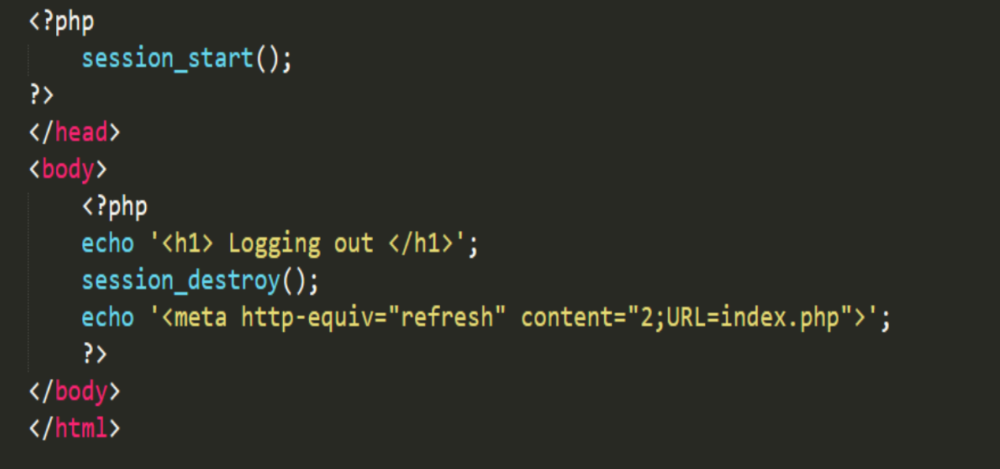 <?php
session_start();
?>
</head>
<body>
<?php
echo '<h1> Logging out </h1>';
session_destroy();
echo '<meta http-equiv="refresh" content="2;URL=index.php">';
?>
</body>
</html>